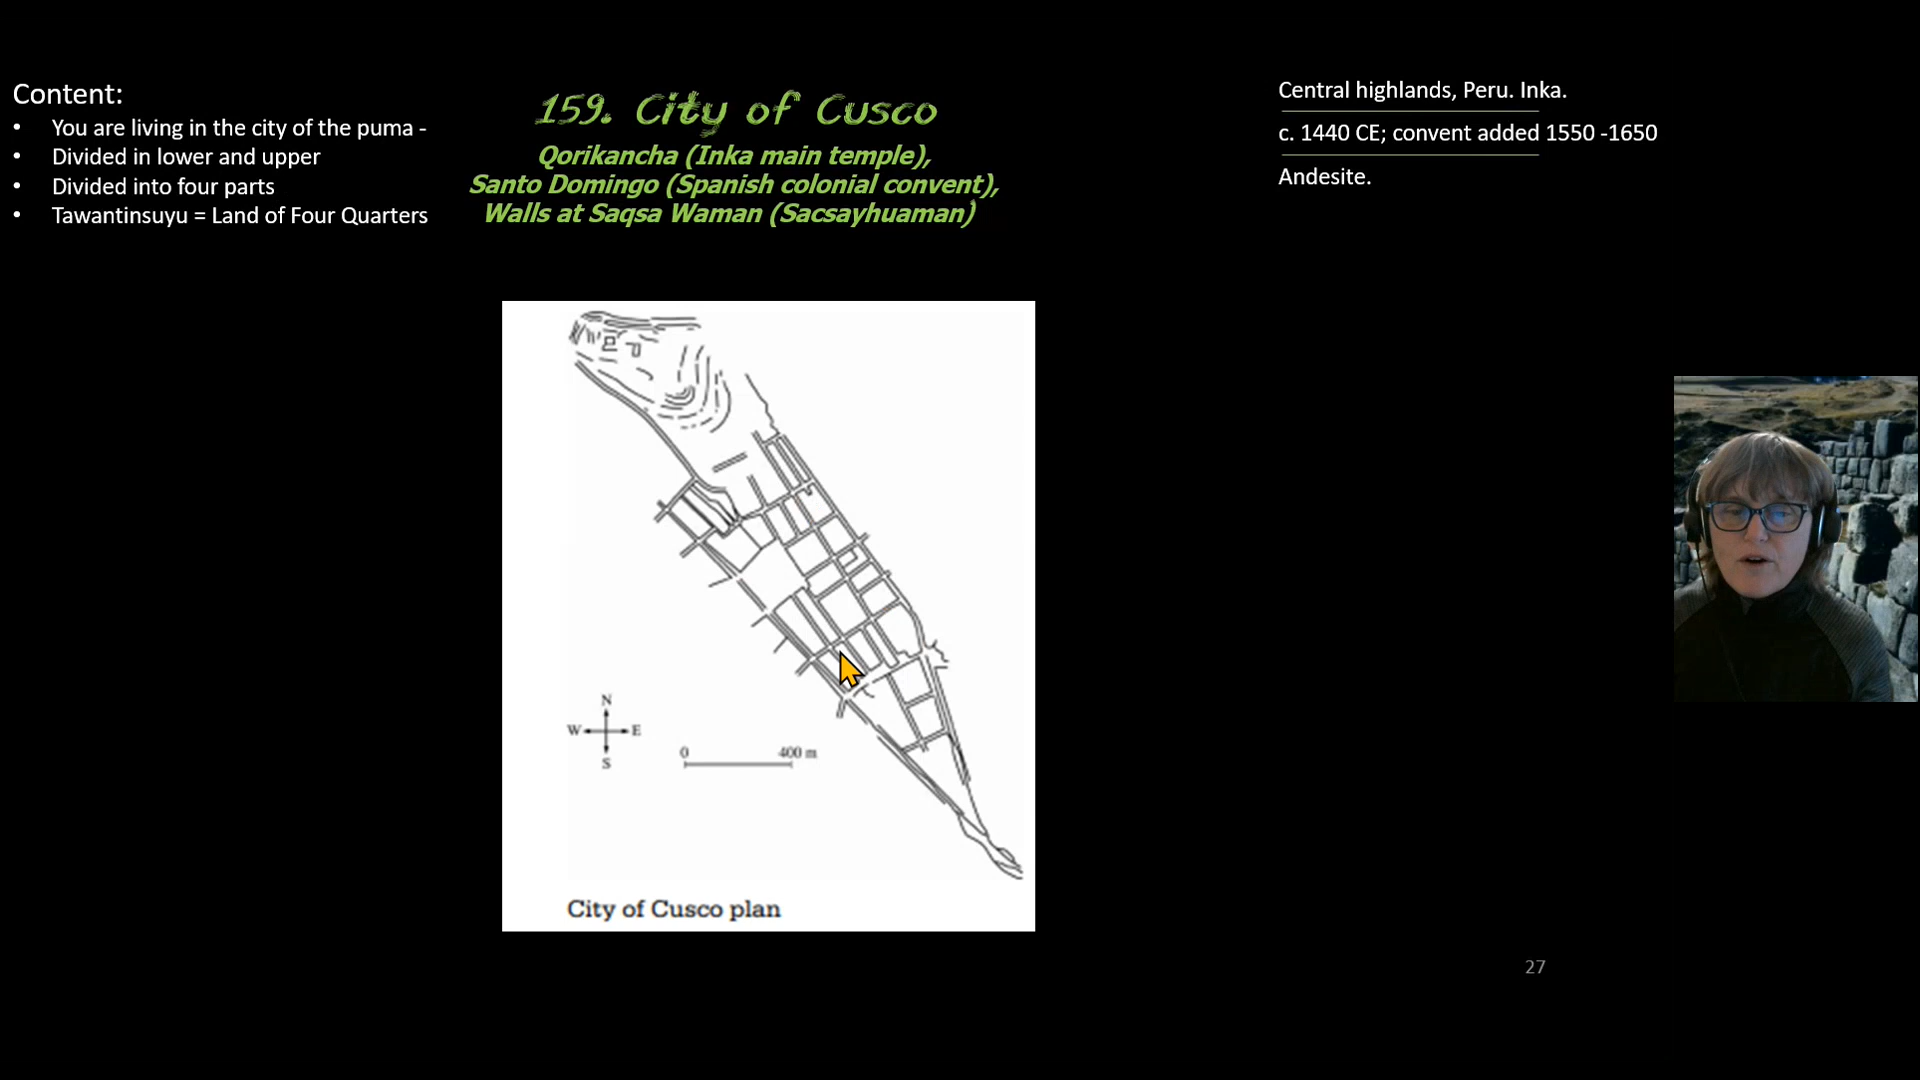 Content:
• You are living in the city of the puma -
• Divided in lower and upper
• Divided into four parts
• Tawantinsuyu = Land of Four Quarters
159. City of Cusco
Qorikancha (Inka main temple),
Santo Domingo (Spanish colonial convent),
Walls at Saqsa Waman (Sacsayhuaman)
Central highlands, Peru. Inka.
c. 1440 CE; convent added 1550 -1650
Andesite.
N
W E
S
0 400 m
City of Cusco plan
27